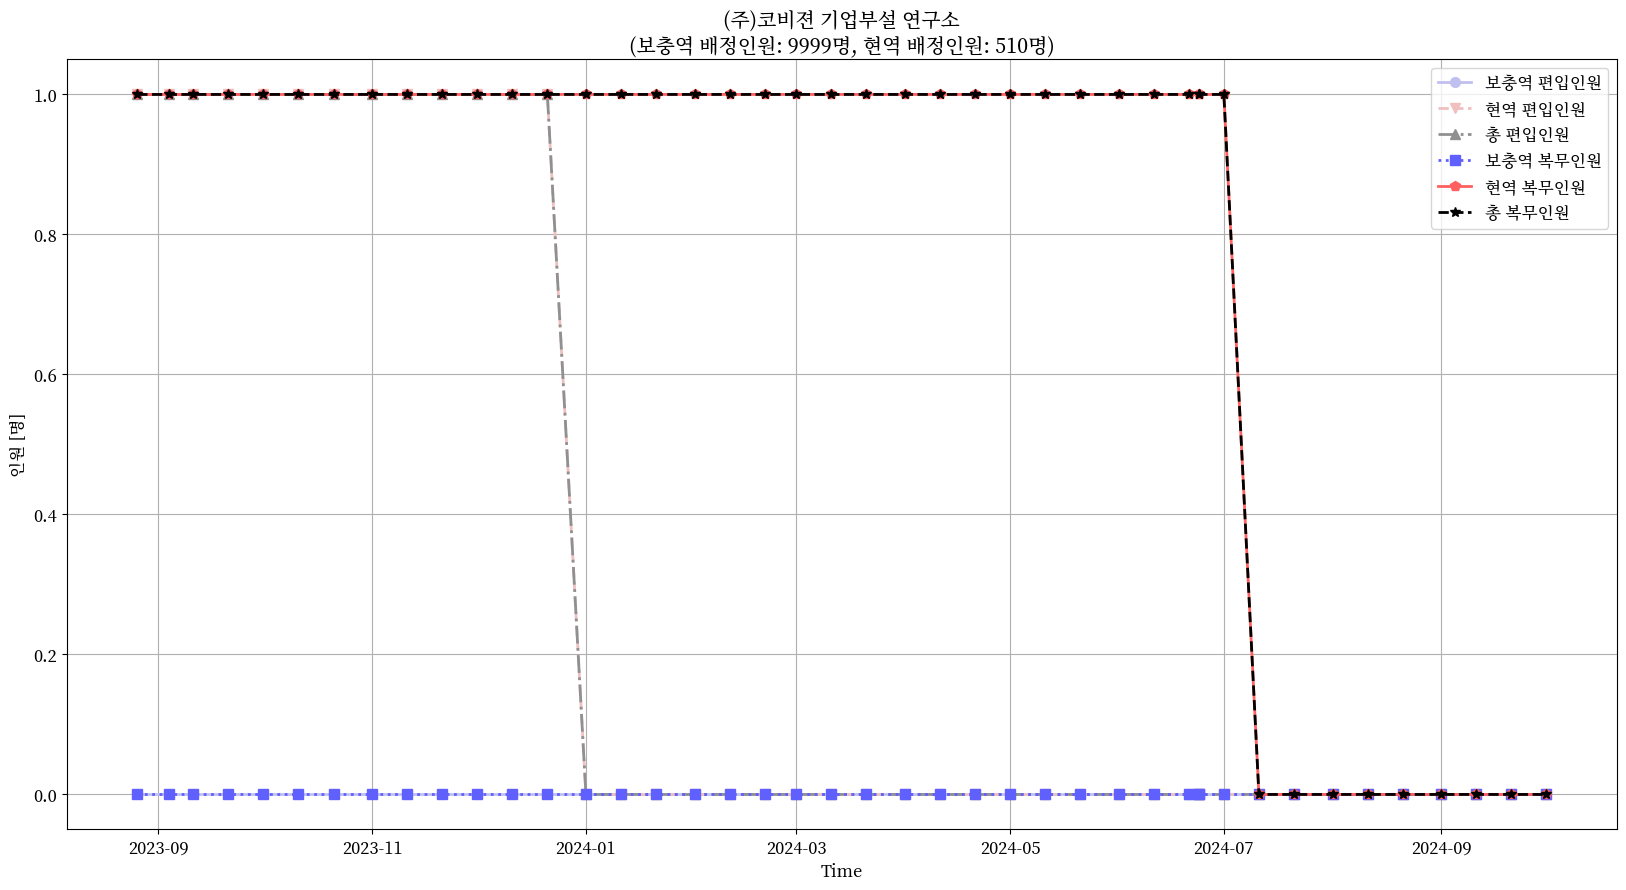 (주)코비젼 기업부설 연구소
(보충역 배정인원: 9999명, 현역 배정인원: 510명)
보충역 편입인원
현역 편입인원
총 편입인원
보충역 복무인원
현역 복무인원
총 복무인원
인원 [명]
1.0
0.8
0.6
0.4
0.2
0.0
2023-09
2023-11
2024-01
2024-03
2024-05
2024-07
2024-09
Time